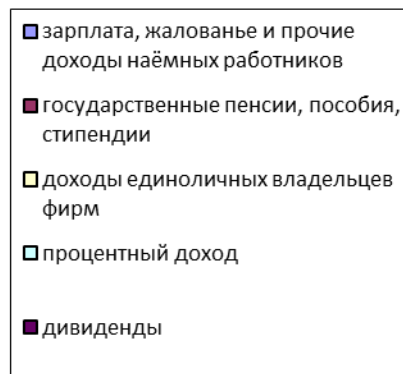 зарплата, жалованье и прочие
доходы наёмных работников
государственные пенсии, пособия,
стипендии
доходы единоличных владельцев
фирм
процентный доход
дивиденды